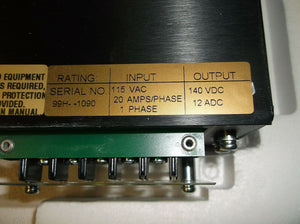 EQUIPMENT
S REQUIRED,
PROTECTION
OVIDED.
N MANUAL
RATING: INPUT OUTPUT
SERIAL NO. 115 VAC 140 VDC
99H- -1090 20 AMPS/PHASE 12 ADC
1 PHASE